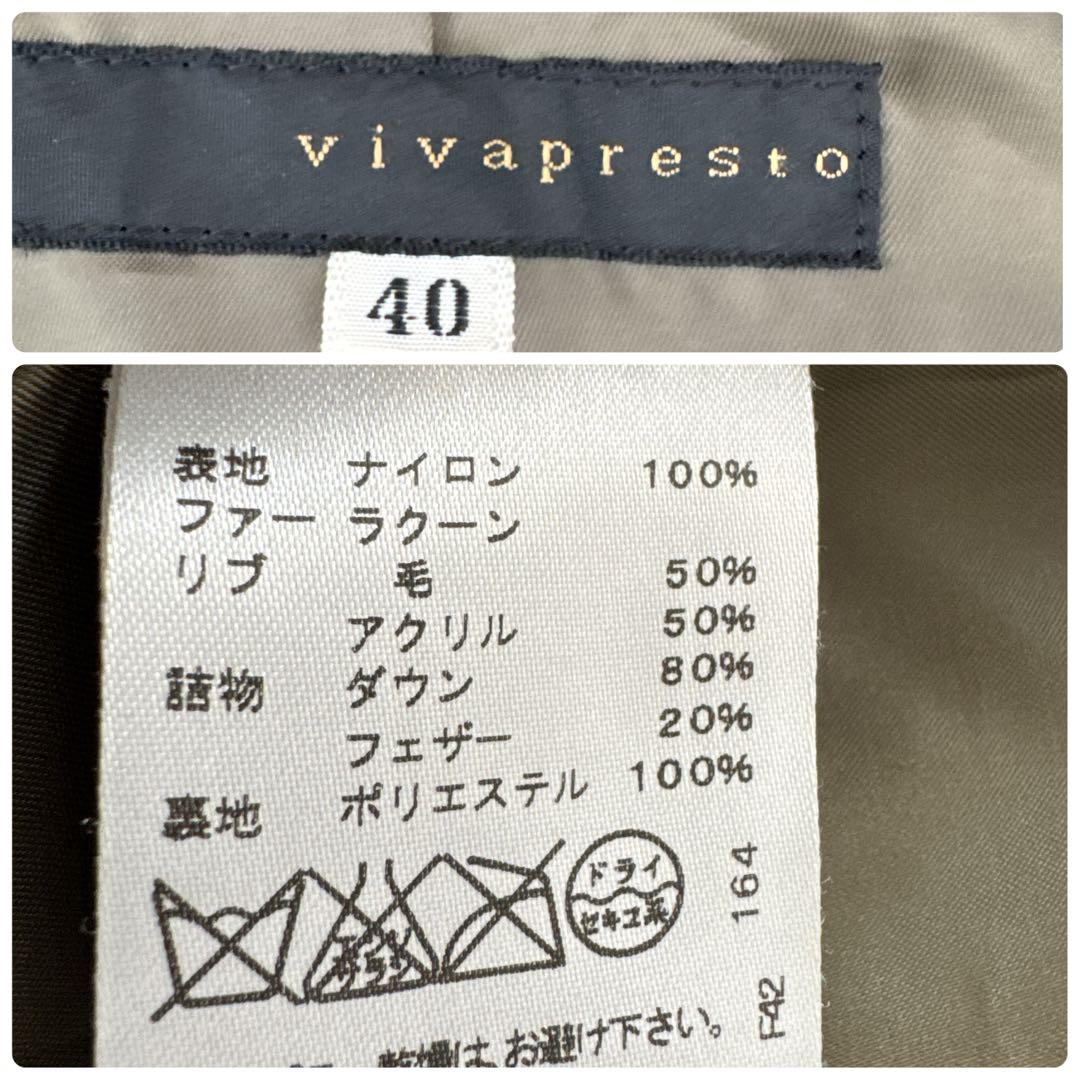 vivapresto
40
表地 ナイロン 100%
ファー ラクーン
リブ 毛 50%
アクリル 50%
詰物 ダウン 80%
フェザー 20%
裏地 ポリエステル 100%
ドライ
セキユ系
乾燥は、お避け下さい。
164
F42